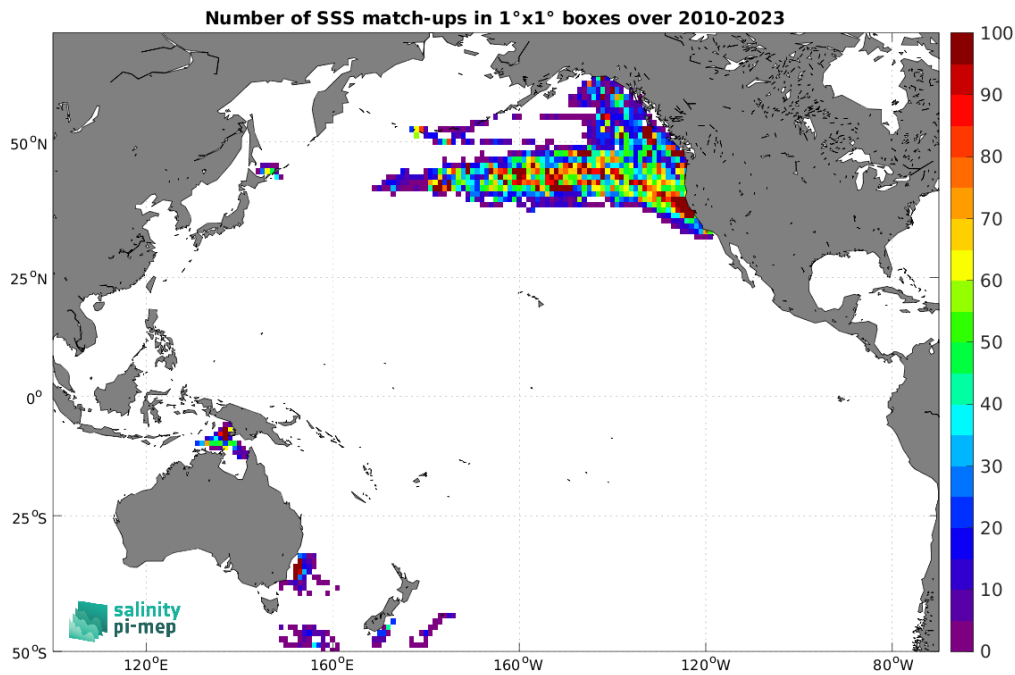 Number of SSS match-ups in 1°x1° boxes over 2010-2023
100
90
80
70
60
50
40
30
20
10
0
50°N
25°N
0°
25°S
50°S
120°E
160°E
160°W
120°W
80°W
salinity
pi-mep